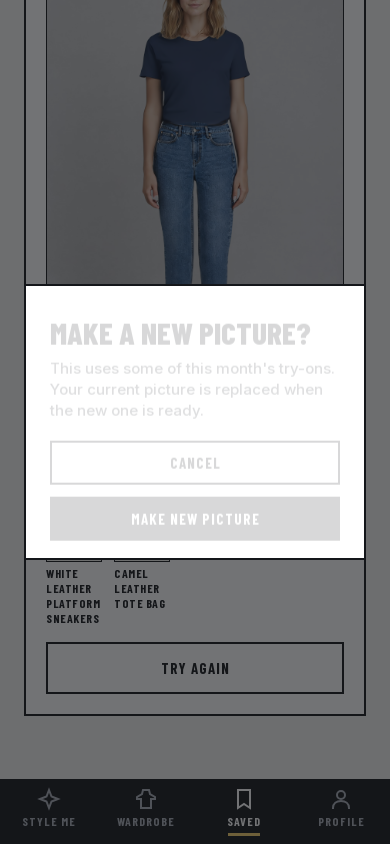 MAKE A NEW PICTURE?
This uses some of this month's try-ons.
Your current picture is replaced when
the new one is ready.
CANCEL
MAKE NEW PICTURE
WHITE
LEATHER
PLATFORM
SNEAKERS
CAMEL
LEATHER
TOTE BAG
TRY AGAIN
STYLE ME
WARDROBE
SAVED
PROFILE